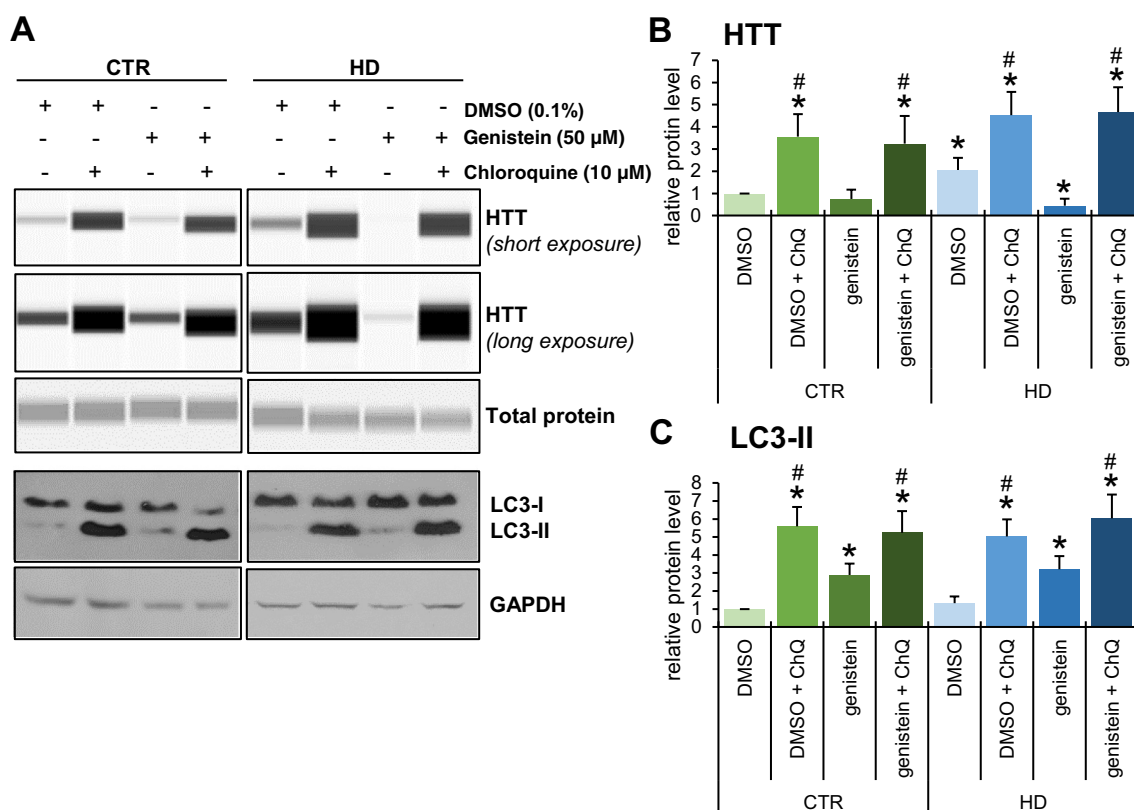 A
CTR HD
+ + - - + + - - DMSO (0.1%)
- - + + - - + + Genistein (50 µM)
- + - + - + - + Chloroquine (10 µM)
HTT
(short exposure)
HTT
(long exposure)
Total protein
LC3-I
LC3-II
GAPDH
B HTT
relative protin level
7
6
5
4
3
2
1
0
# # # #
* * * * * *
DMSO
DMSO + ChQ
genistein
genistein + ChQ
DMSO
DMSO + ChQ
genistein
genistein + ChQ
CTR HD
C LC3-II
relative protein level
8
7
6
5
4
3
2
1
0
# # # #
* * * * * *
DMSO
DMSO + ChQ
genistein
genistein + ChQ
DMSO
DMSO + ChQ
genistein
genistein + ChQ
CTR HD